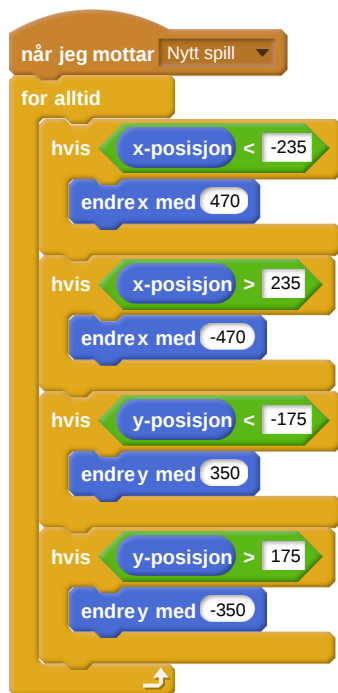 når jeg mottar Nytt spill
for alltid
hvis x-posisjon < -235
endre x med 470
hvis x-posisjon > 235
endre x med -470
hvis y-posisjon < -175
endre y med 350
hvis y-posisjon > 175
endre y med -350